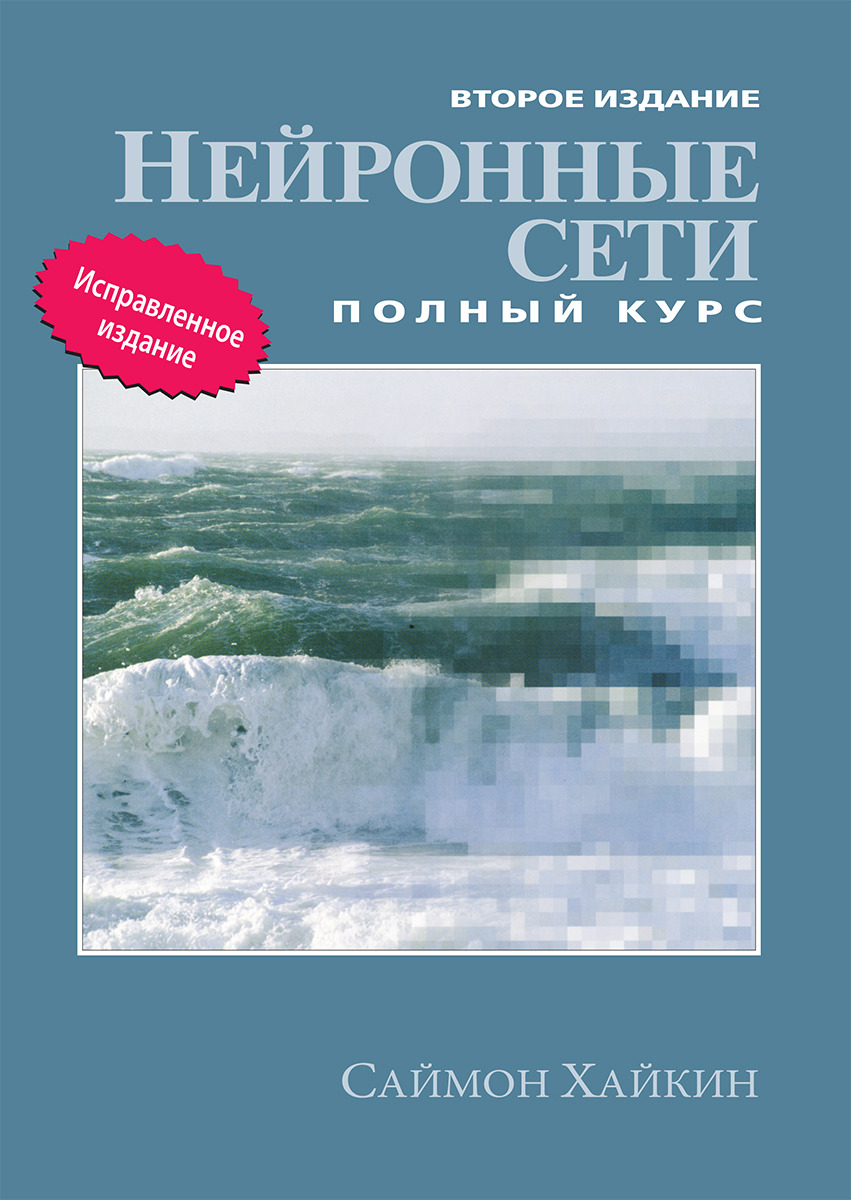 ВТОРОЕ ИЗДАНИЕ
НЕЙРОННЫЕ
СЕТИ
ПОЛНЫЙ КУРС
Исправленное
издание
САЙМОН ХАЙКИН